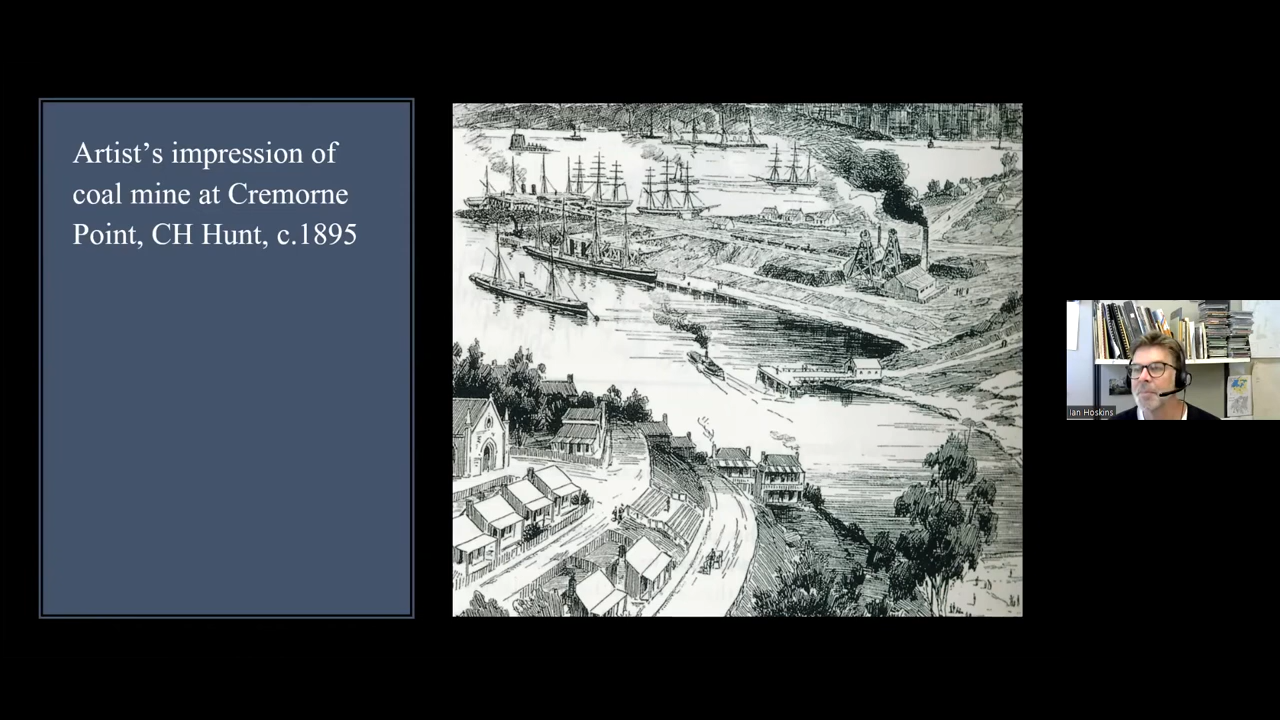 Artist’s impression of
coal mine at Cremorne
Point, CH Hunt, c.1895
Ian Hoskins